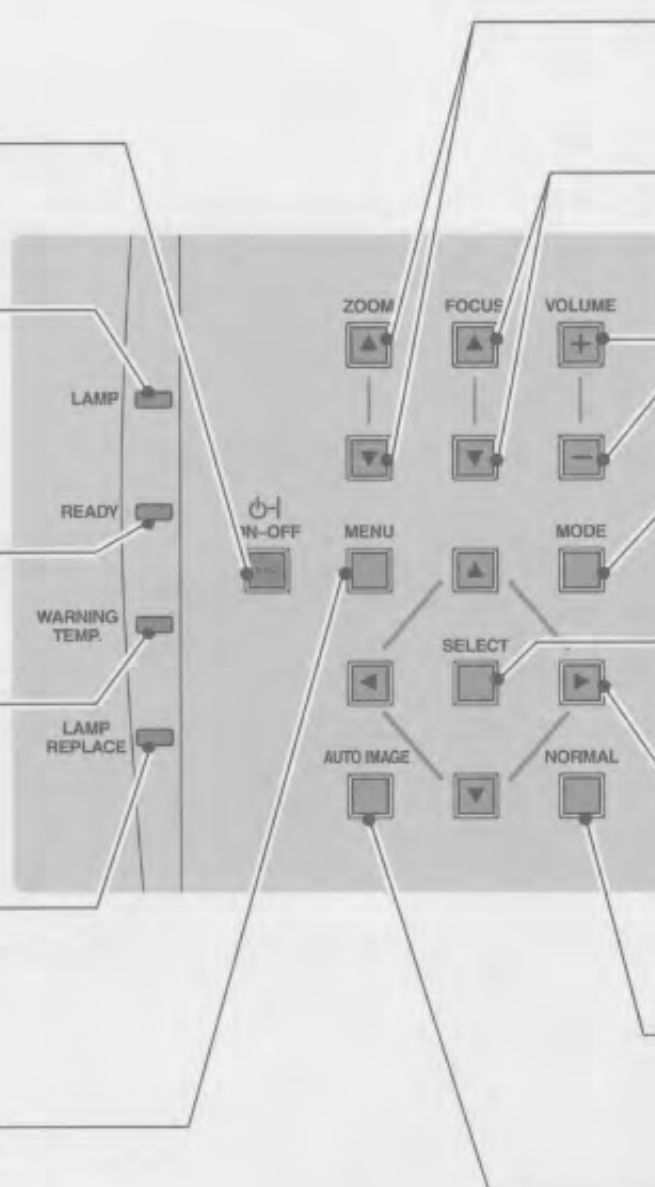 ZOOM
FOCUS
VOLUME
+
LAMP
−
READY
ON–OFF
MENU
MODE
WARNING
TEMP.
SELECT
LAMP
REPLACE
AUTO IMAGE
NORMAL